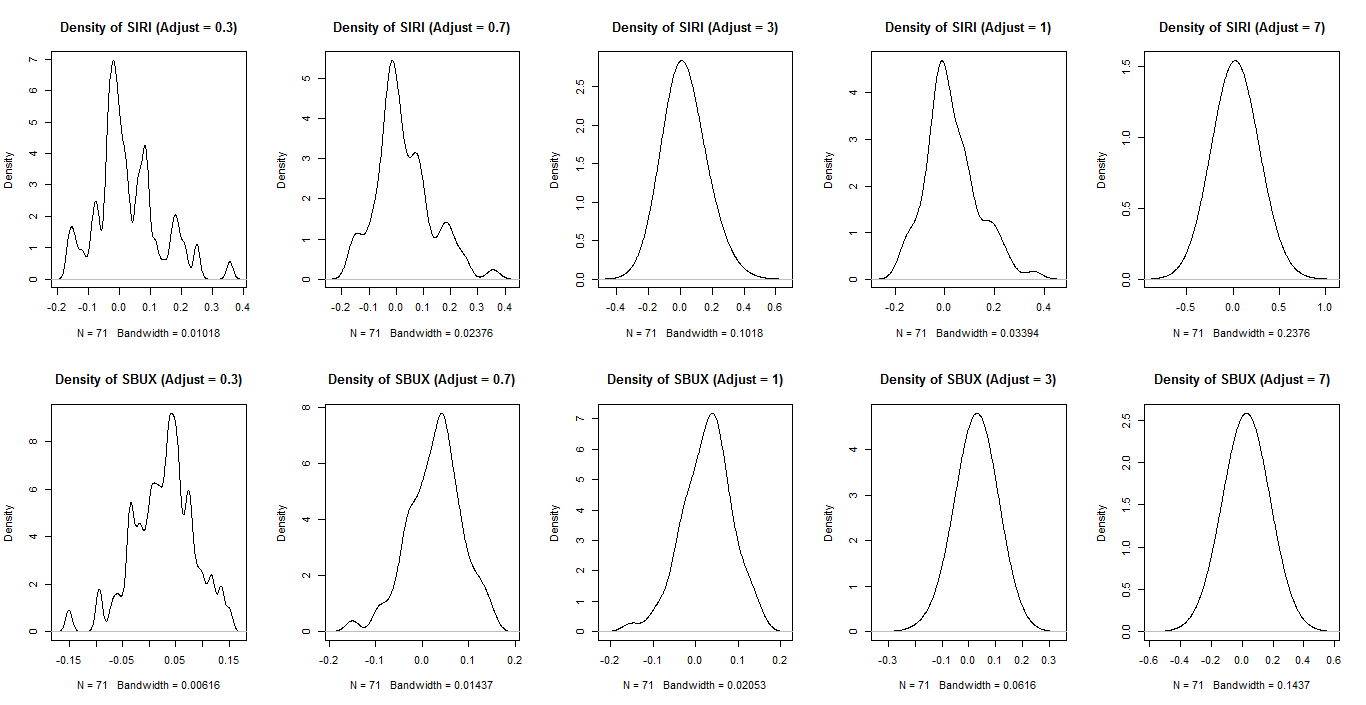 Density of SIRI (Adjust = 0.3)
Density
0 1 2 3 4 5 6 7
-0.2 -0.1 0.0 0.1 0.2 0.3 0.4
N = 71 Bandwidth = 0.01018
Density of SIRI (Adjust = 0.7)
Density
0 1 2 3 4 5
-0.2 -0.1 0.0 0.1 0.2 0.3 0.4
N = 71 Bandwidth = 0.02376
Density of SIRI (Adjust = 3)
Density
0.0 0.5 1.0 1.5 2.0 2.5
-0.4 -0.2 0.0 0.2 0.4 0.6
N = 71 Bandwidth = 0.1018
Density of SIRI (Adjust = 1)
Density
0 1 2 3 4
-0.2 0.0 0.2 0.4
N = 71 Bandwidth = 0.03394
Density of SIRI (Adjust = 7)
Density
0.0 0.5 1.0 1.5
-0.5 0.0 0.5 1.0
N = 71 Bandwidth = 0.2376
Density of SBUX (Adjust = 0.3)
Density
0 2 4 6 8
-0.15 -0.05 0.05 0.15
N = 71 Bandwidth = 0.00616
Density of SBUX (Adjust = 0.7)
Density
0 2 4 6 8
-0.2 -0.1 0.0 0.1 0.2
N = 71 Bandwidth = 0.01437
Density of SBUX (Adjust = 1)
Density
0 1 2 3 4 5 6 7
-0.2 -0.1 0.0 0.1 0.2
N = 71 Bandwidth = 0.02053
Density of SBUX (Adjust = 3)
Density
0 1 2 3 4
-0.3 -0.1 0.0 0.1 0.2 0.3
N = 71 Bandwidth = 0.0616
Density of SBUX (Adjust = 7)
Density
0.0 0.5 1.0 1.5 2.0 2.5
-0.6 -0.4 -0.2 0.0 0.2 0.4 0.6
N = 71 Bandwidth = 0.1437